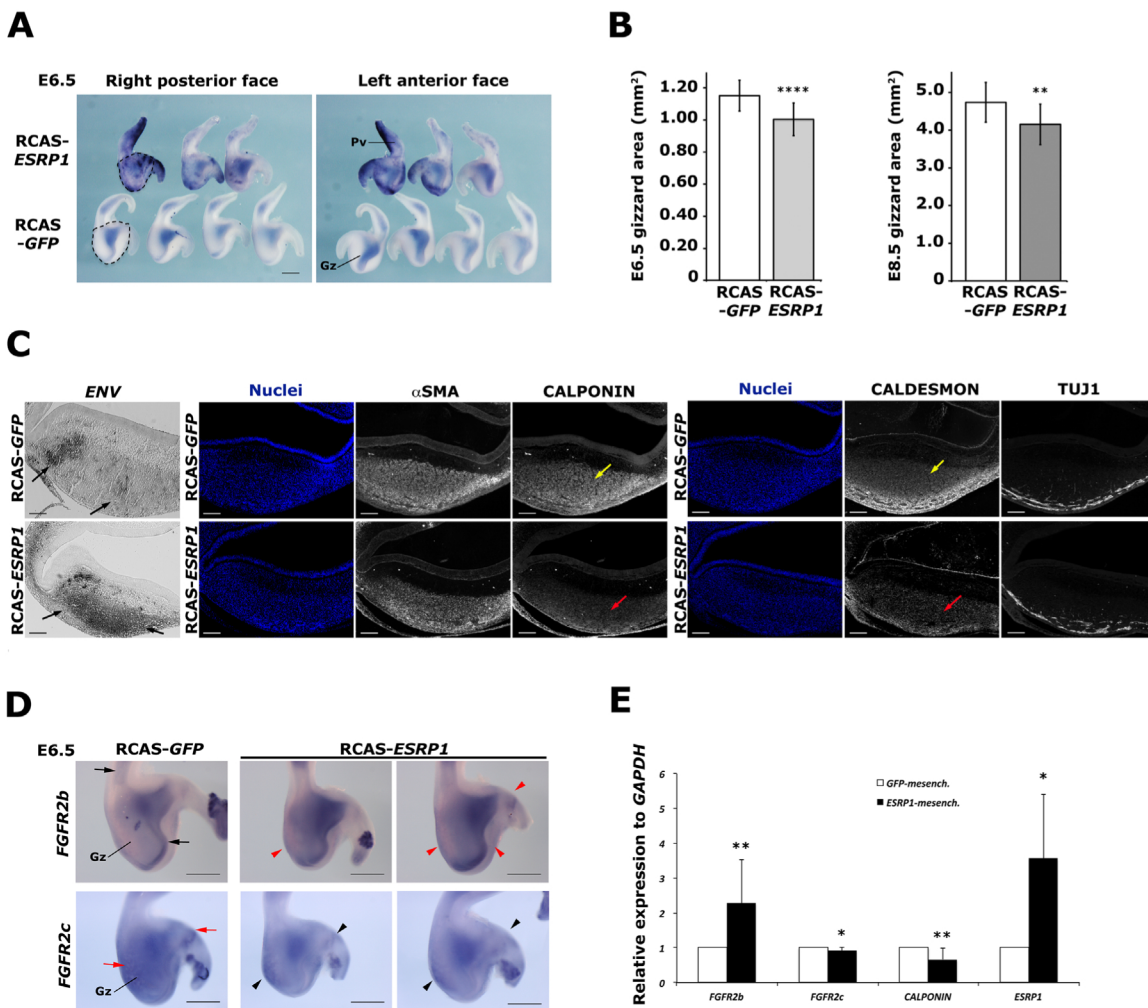 A
E6.5 Right posterior face Left anterior face
RCAS-
ESRP1
Pv
RCAS
-GFP
Gz
B
E6.5 gizzard area (mm²)
1.20
1.00
0.80
0.60
0.40
0.20
0
****
RCAS
-GFP
RCAS-
ESRP1
E8.5 gizzard area (mm²)
5.0
4.0
3.0
2.0
1.0
0
**
RCAS
-GFP
RCAS-
ESRP1
C
ENV Nuclei αSMA CALPONIN Nuclei CALDESMON TUJ1
RCAS-GFP RCAS-GFP RCAS-GFP
RCAS-ESRP1 RCAS-ESRP1 RCAS-ESRP1
D
E6.5 RCAS-GFP RCAS-ESRP1
FGFR2b
Gz
FGFR2c
Gz
E
Relative expression to GAPDH
6
5
4
3
2
1
0
GFP-mesench.
ESRP1-mesench.
** * ** *
FGFR2b FGFR2c CALPONIN ESRP1